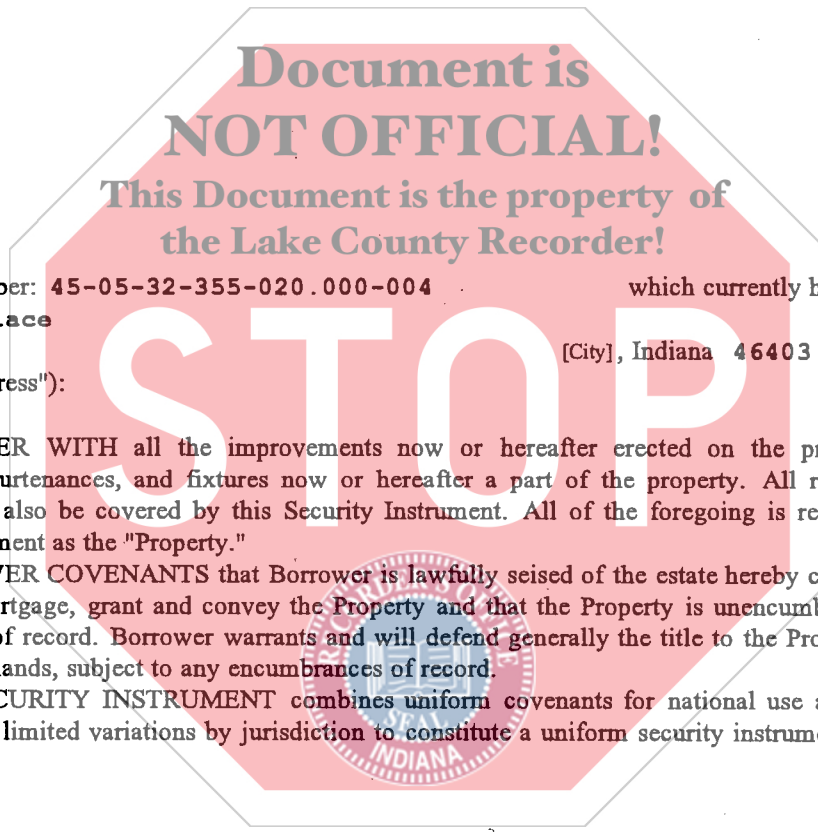 Document is
NOT OFFICIAL!
This Document is the property of
the Lake County Recorder!
ber: 45-05-32-355-020.000-004 which currently h
.ace
[City], Indiana 46403
ress"):
STOP
ER WITH all the improvements now or hereafter erected on the pr
urtenances, and fixtures now or hereafter a part of the property. All r
also be covered by this Security Instrument. All of the foregoing is re
ment as the "Property."
VER COVENANTS that Borrower is lawfully seised of the estate hereby c
rtgage, grant and convey the Property and that the Property is unencumb
of record. Borrower warrants and will defend generally the title to the Pro
ands, subject to any encumbrances of record.
CURITY INSTRUMENT combines uniform covenants for national use a
limited variations by jurisdiction to constitute a uniform security instrume
RECORDER'S OFFICE
SEAL
INDIANA